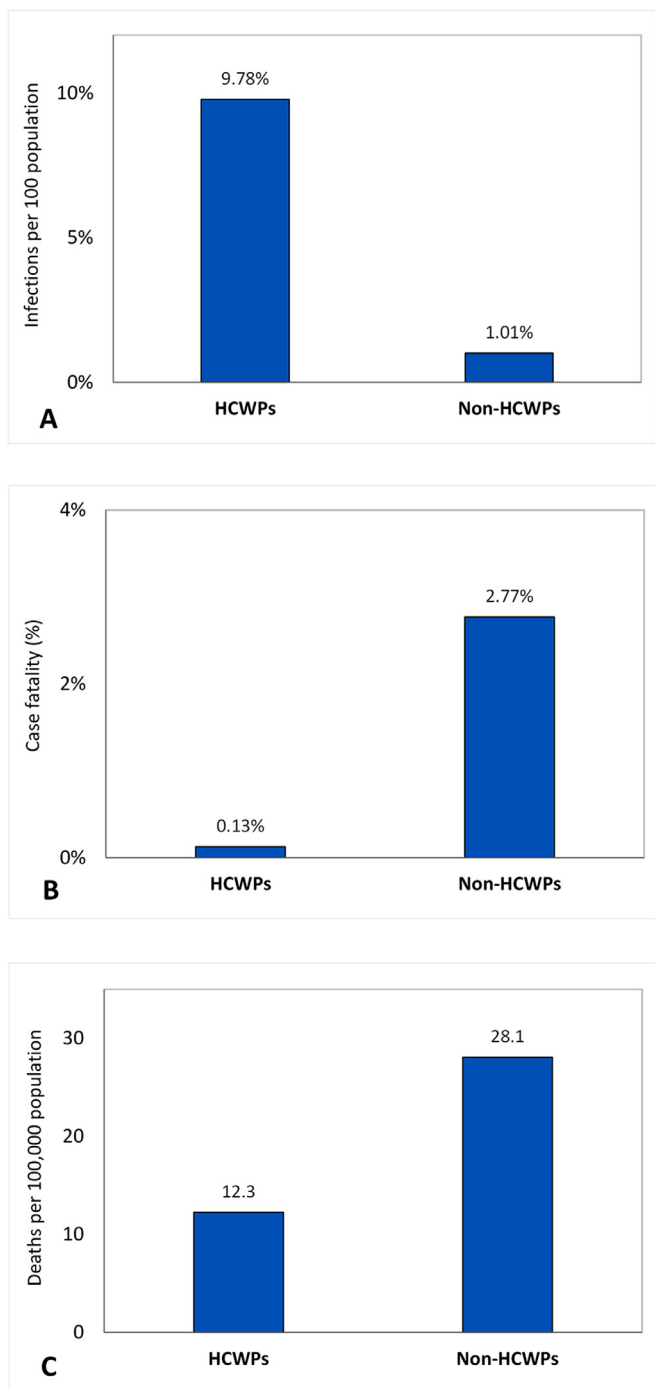 Infections per 100 population
10%
5%
0%
9.78%
1.01%
HCWPs
Non-HCWPs
A
Case fatality (%)
4%
2%
0%
0.13%
2.77%
HCWPs
Non-HCWPs
B
Deaths per 100,000 population
30
20
10
0
12.3
28.1
HCWPs
Non-HCWPs
C